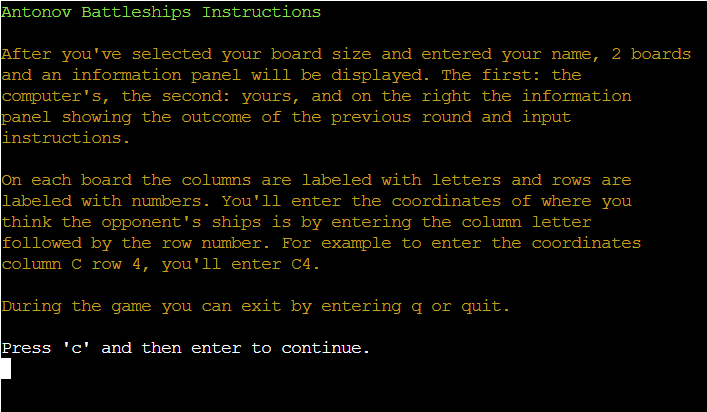 Antonov Battleships Instructions
After you've selected your board size and entered your name, 2 boards
and an information panel will be displayed. The first: the
computer's, the second: yours, and on the right the information
panel showing the outcome of the previous round and input
instructions.
On each board the columns are labeled with letters and rows are
labeled with numbers. You'll enter the coordinates of where you
think the opponent's ships is by entering the column letter
followed by the row number. For example to enter the coordinates
column C row 4, you'll enter C4.
During the game you can exit by entering q or quit.
Press 'c' and then enter to continue.